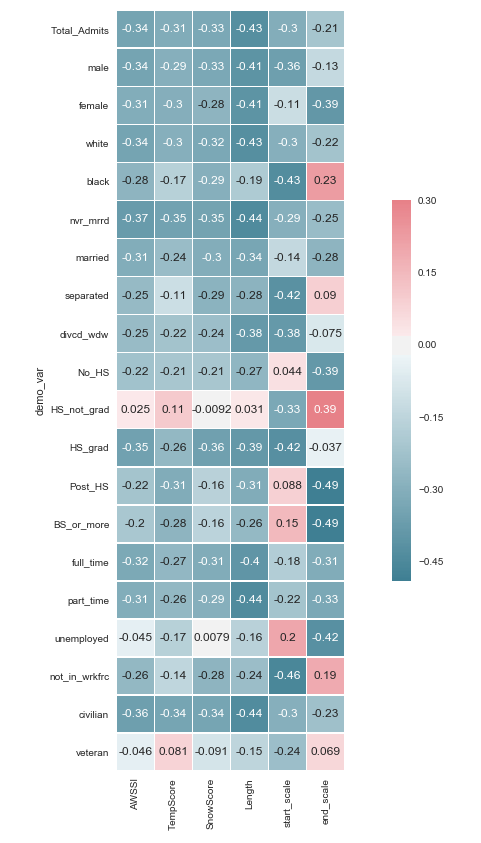 Total_Admits -0.34 -0.31 -0.33 -0.43 -0.3 -0.21
male -0.34 -0.29 -0.33 -0.41 -0.36 -0.13
female -0.31 -0.3 -0.28 -0.41 -0.11 -0.39
white -0.34 -0.3 -0.32 -0.43 -0.3 -0.22
black -0.28 -0.17 -0.29 -0.19 -0.43 0.23
nvr_mrrd -0.37 -0.35 -0.35 -0.44 -0.29 -0.25
married -0.31 -0.24 -0.3 -0.34 -0.14 -0.28
separated -0.25 -0.11 -0.29 -0.28 -0.42 0.09
divcd_wdw -0.25 -0.22 -0.24 -0.38 -0.38 -0.075
No_HS -0.22 -0.21 -0.21 -0.27 0.044 -0.39
HS_not_grad 0.025 0.11 -0.0092 0.031 -0.33 0.39
HS_grad -0.35 -0.26 -0.36 -0.39 -0.42 -0.037
Post_HS -0.22 -0.31 -0.16 -0.31 0.088 -0.49
BS_or_more -0.2 -0.28 -0.16 -0.26 0.15 -0.49
full_time -0.32 -0.27 -0.31 -0.4 -0.18 -0.31
part_time -0.31 -0.26 -0.29 -0.44 -0.22 -0.33
unemployed -0.045 -0.17 0.0079 -0.16 0.2 -0.42
not_in_wrkfrc -0.26 -0.14 -0.28 -0.24 -0.46 0.19
civilian -0.36 -0.34 -0.34 -0.44 -0.3 -0.23
veteran -0.046 0.081 -0.091 -0.15 -0.24 0.069
demo_var
AWSSI
TempScore
SnowScore
Length
start_scale
end_scale
0.30
0.15
0.00
−0.15
−0.30
−0.45